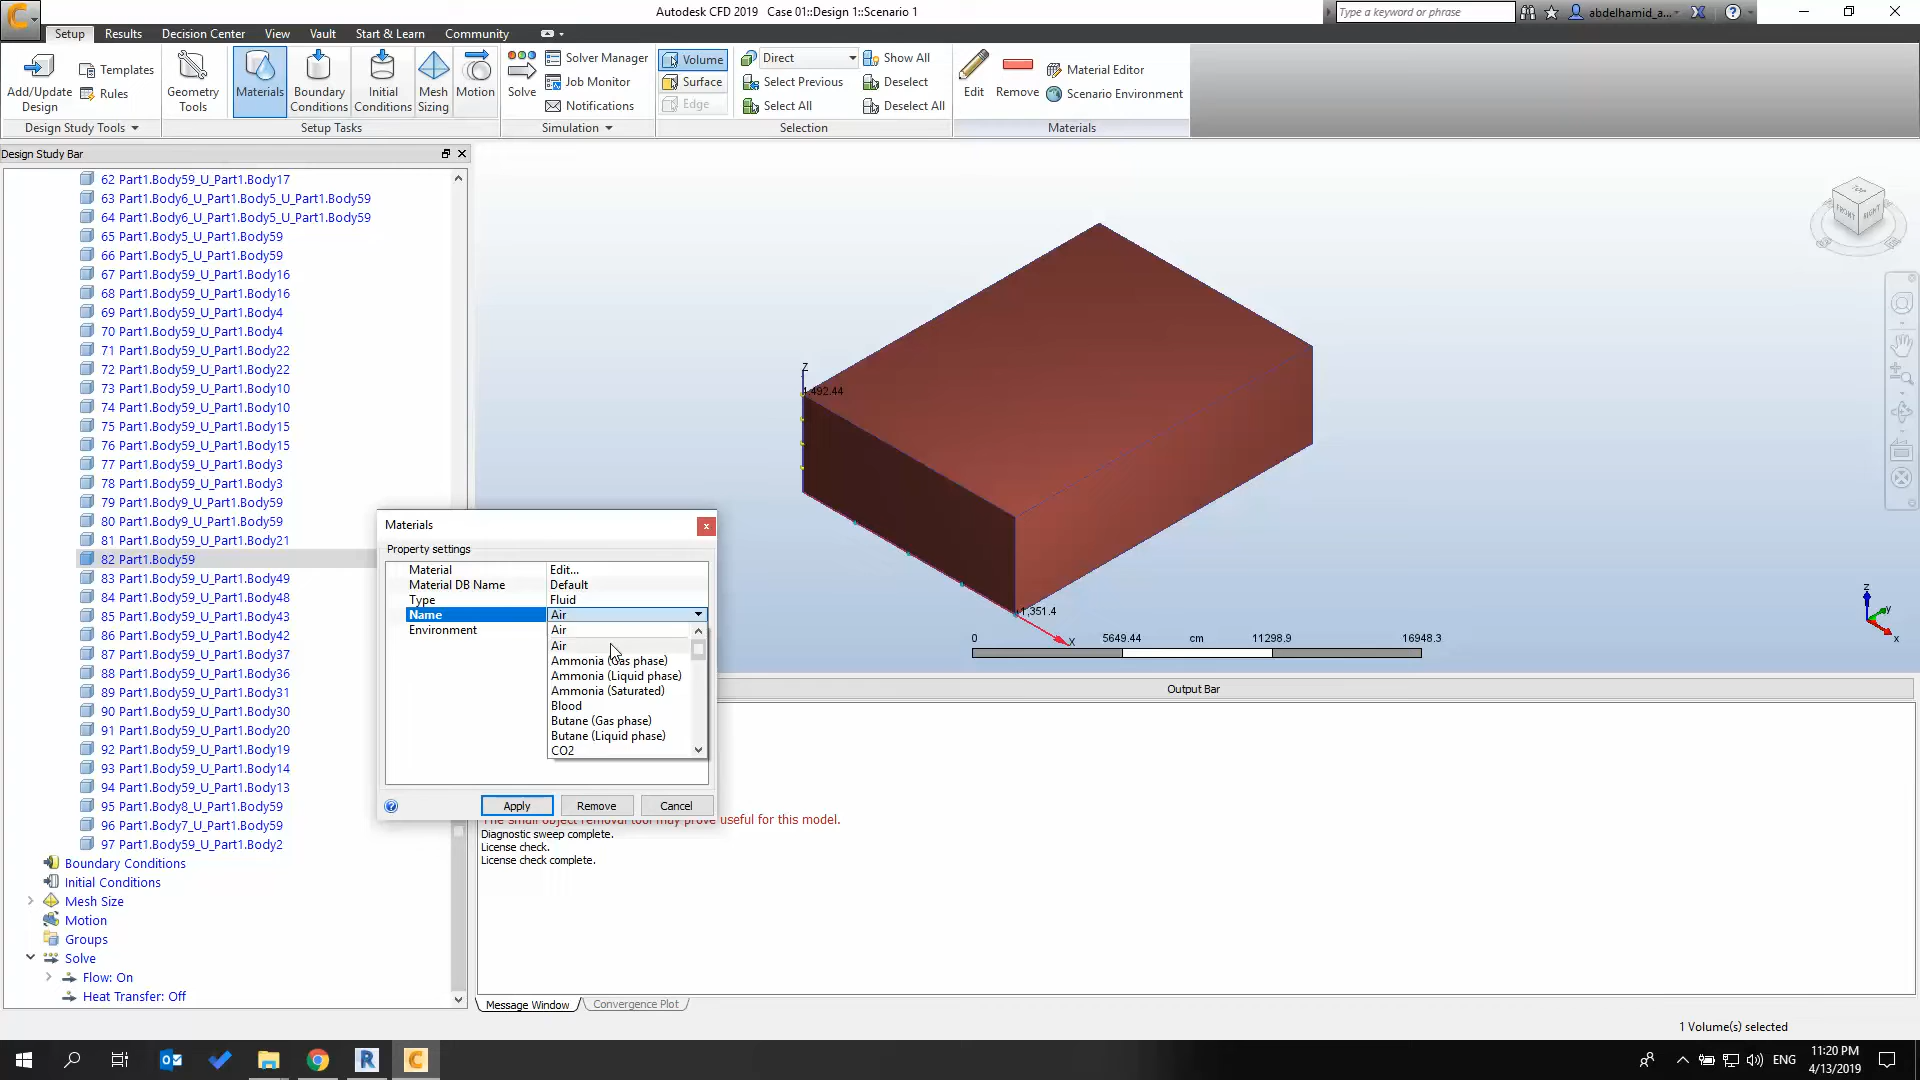 Autodesk CFD 2019   Case 01::Design 1::Scenario 1
Type a keyword or phrase
abdelhamid_a...
Setup
Results
Decision Center
View
Vault
Start & Learn
Community
Add/Update
Design
Templates
Rules
Design Study Tools
Geometry
Tools
Materials
Boundary
Conditions
Initial
Conditions
Mesh
Sizing
Motion
Setup Tasks
Solve
Solver Manager
Job Monitor
Notifications
Simulation
Volume
Surface
Edge
Direct
Select Previous
Select All
Show All
Deselect
Deselect All
Selection
Edit
Remove
Material Editor
Scenario Environment
Materials
Design Study Bar
62 Part1.Body59_U_Part1.Body17
63 Part1.Body6_U_Part1.Body5_U_Part1.Body59
64 Part1.Body6_U_Part1.Body5_U_Part1.Body59
65 Part1.Body5_U_Part1.Body59
66 Part1.Body5_U_Part1.Body59
67 Part1.Body59_U_Part1.Body16
68 Part1.Body59_U_Part1.Body16
69 Part1.Body59_U_Part1.Body4
70 Part1.Body59_U_Part1.Body4
71 Part1.Body59_U_Part1.Body22
72 Part1.Body59_U_Part1.Body22
73 Part1.Body59_U_Part1.Body10
74 Part1.Body59_U_Part1.Body10
75 Part1.Body59_U_Part1.Body15
76 Part1.Body59_U_Part1.Body15
77 Part1.Body59_U_Part1.Body3
78 Part1.Body59_U_Part1.Body3
79 Part1.Body9_U_Part1.Body59
80 Part1.Body9_U_Part1.Body59
81 Part1.Body59_U_Part1.Body21
82 Part1.Body59
83 Part1.Body59_U_Part1.Body49
84 Part1.Body59_U_Part1.Body48
85 Part1.Body59_U_Part1.Body43
86 Part1.Body59_U_Part1.Body42
87 Part1.Body59_U_Part1.Body37
88 Part1.Body59_U_Part1.Body36
89 Part1.Body59_U_Part1.Body31
90 Part1.Body59_U_Part1.Body30
91 Part1.Body59_U_Part1.Body20
92 Part1.Body59_U_Part1.Body19
93 Part1.Body59_U_Part1.Body14
94 Part1.Body59_U_Part1.Body13
95 Part1.Body8_U_Part1.Body59
96 Part1.Body7_U_Part1.Body59
97 Part1.Body59_U_Part1.Body2
Boundary Conditions
Initial Conditions
Mesh Size
Motion
Groups
Solve
Flow: On
Heat Transfer: Off
Materials
Property settings
Material Edit...
Material DB Name Default
Type Fluid
Name Air
Environment
Air
Air
Ammonia (Gas phase)
Ammonia (Liquid phase)
Ammonia (Saturated)
Blood
Butane (Gas phase)
Butane (Liquid phase)
CO2
Apply
Remove
Cancel
TOP
FRONT
RIGHT
Z
1,492.44
1,351.4
X
0
5649.44
cm
11298.9
16948.3
z
y
x
Output Bar
The small object removal tool may prove useful for this model.
Diagnostic sweep complete.
License check.
License check complete.
Message Window
Convergence Plot
1 Volume(s) selected
ENG
11:20 PM
4/13/2019